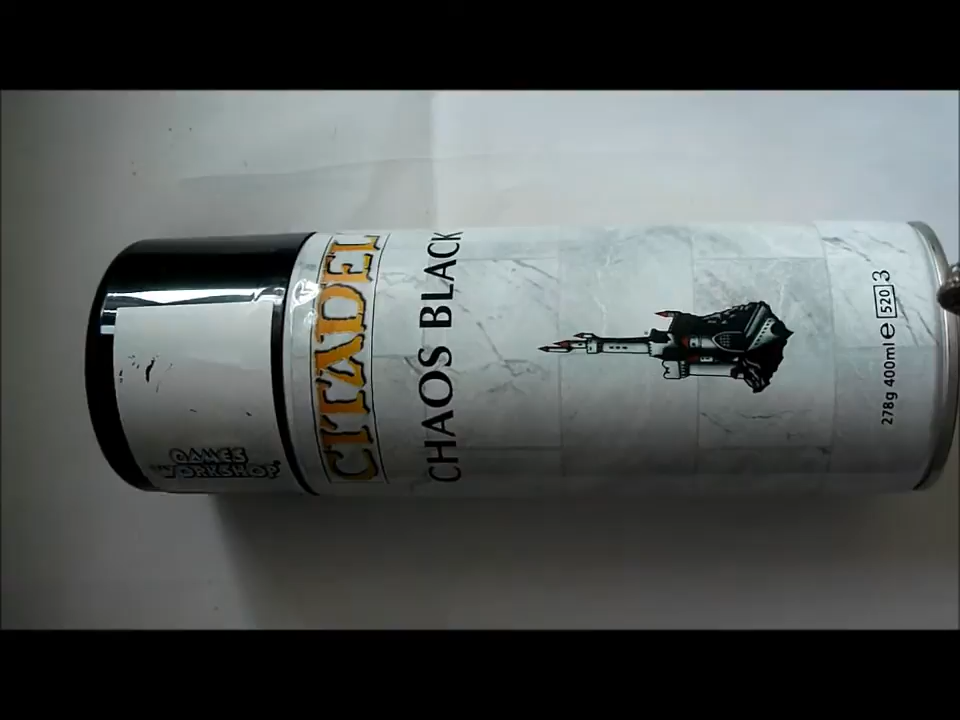 GAMES
WORKSHOP
CITADEL
CHAOS BLACK
278g 400ml e 520 3